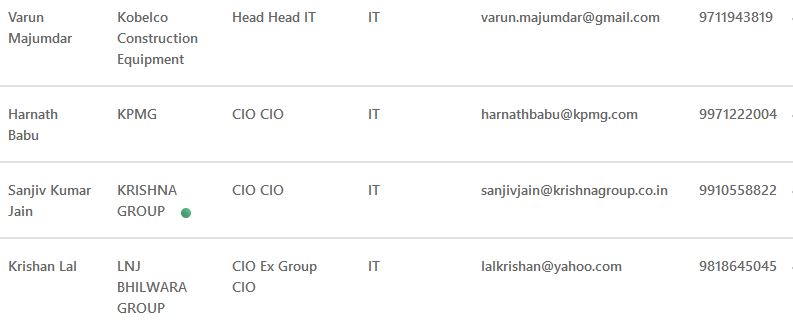 Varun Majumdar Kobelco Construction Equipment Head Head IT IT varun.majumdar@gmail.com 9711943819
Harnath Babu KPMG CIO CIO IT harnathbabu@kpmg.com 9971222004
Sanjiv Kumar Jain KRISHNA GROUP CIO CIO IT sanjivjain@krishnagroup.co.in 9910558822
Krishan Lal LNJ BHILWARA GROUP CIO Ex Group CIO IT lalkrishan@yahoo.com 9818645045